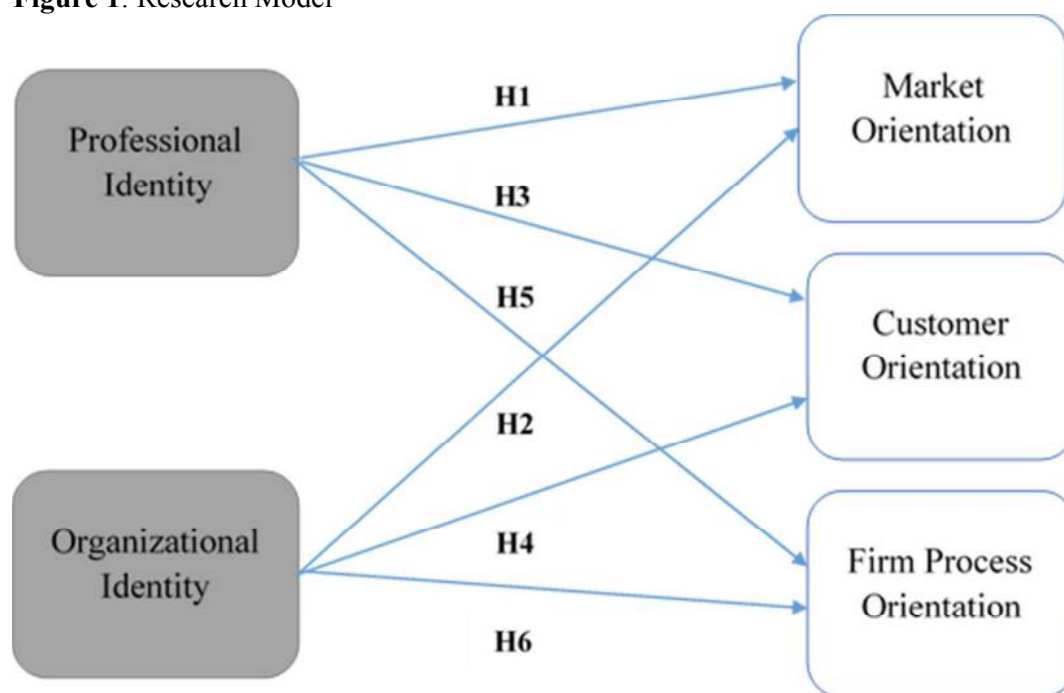 Figure 1. Research Model
Professional
Identity
H1
Market
Orientation
H3
H5
Customer
Orientation
H2
Organizational
Identity
H4
Firm Process
Orientation
H6